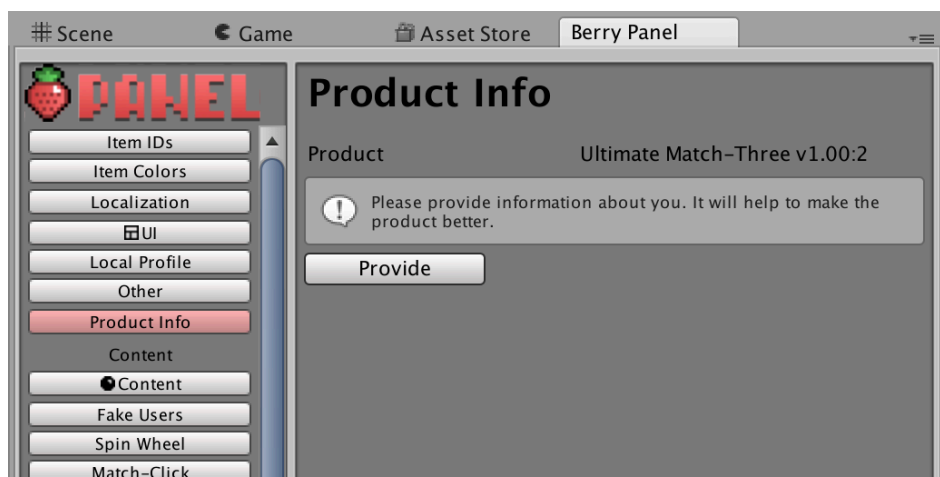 Scene
Game
Asset Store
Berry Panel
PANEL
Item IDs
Item Colors
Localization
UI
Local Profile
Other
Product Info
Content
Content
Fake Users
Spin Wheel
Match-Click
Product Info
Product Ultimate Match-Three v1.00:2
Please provide information about you. It will help to make the
product better.
Provide